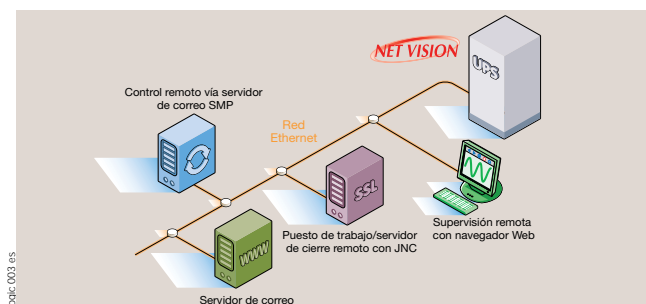 NET VISION
UPS
Control remoto vía servidor
de correo SMP
Red
Ethernet
SSL
Puesto de trabajo/servidor
de cierre remoto con JNC
Supervisión remota
con navegador Web
WWW
Servidor de correo
ogic 003 es